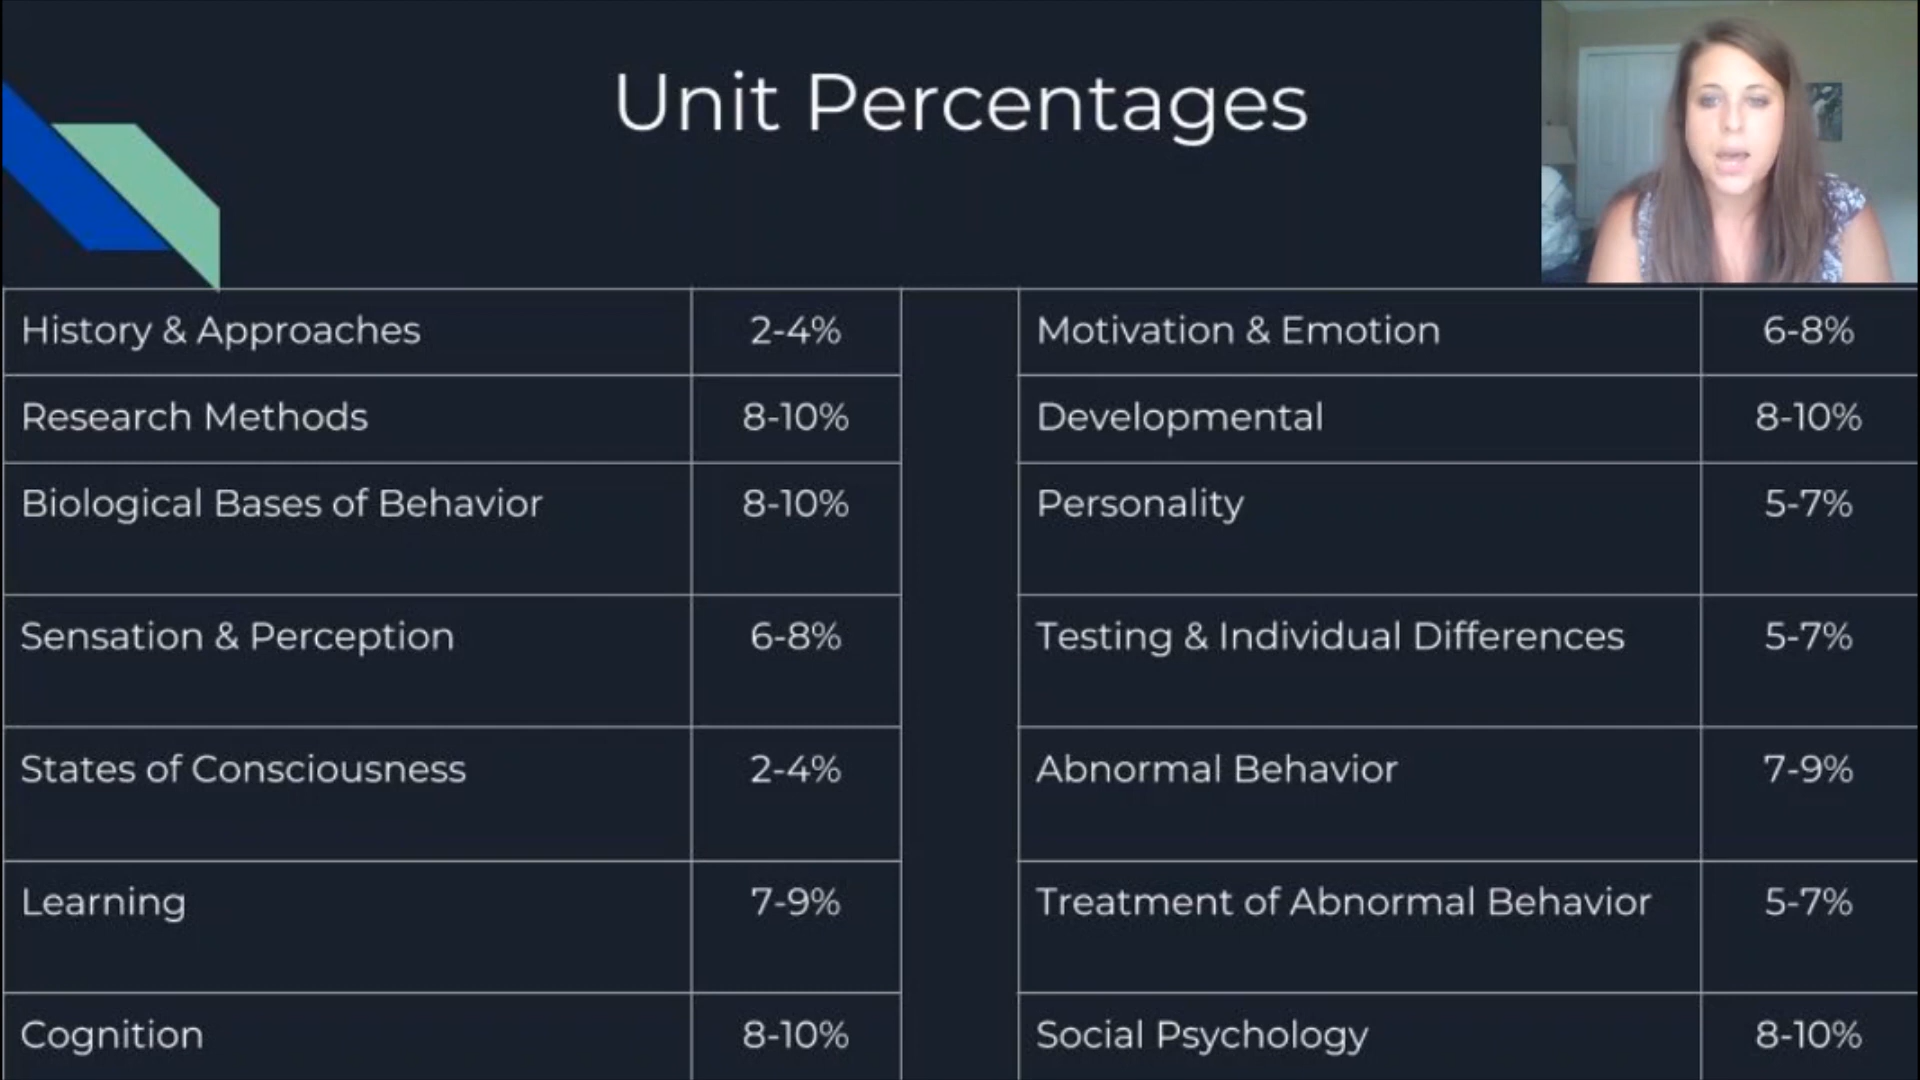 Unit Percentages
History & Approaches 2-4%
Research Methods 8-10%
Biological Bases of Behavior 8-10%
Sensation & Perception 6-8%
States of Consciousness 2-4%
Learning 7-9%
Cognition 8-10%
Motivation & Emotion 6-8%
Developmental 8-10%
Personality 5-7%
Testing & Individual Differences 5-7%
Abnormal Behavior 7-9%
Treatment of Abnormal Behavior 5-7%
Social Psychology 8-10%